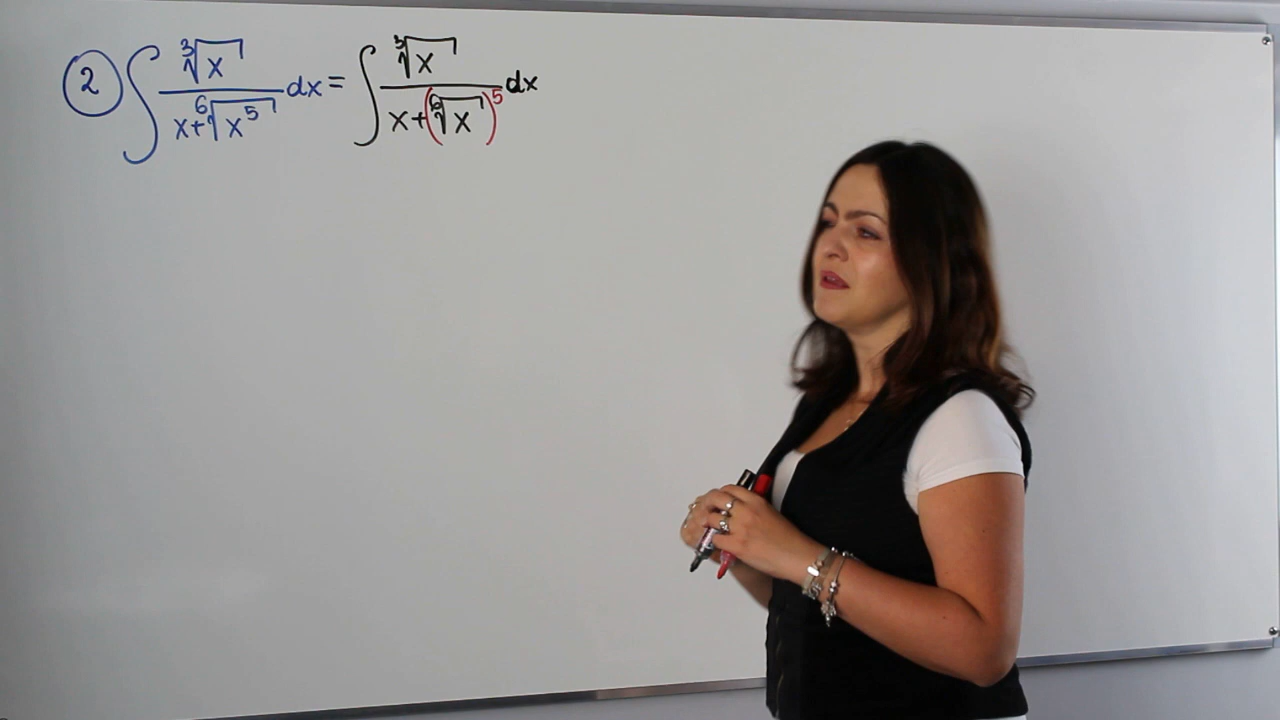 ② ∫ ∛x / (x + ⁶√(x⁵)) dx = ∫ ∛x / (x + (⁶√x)⁵) dx